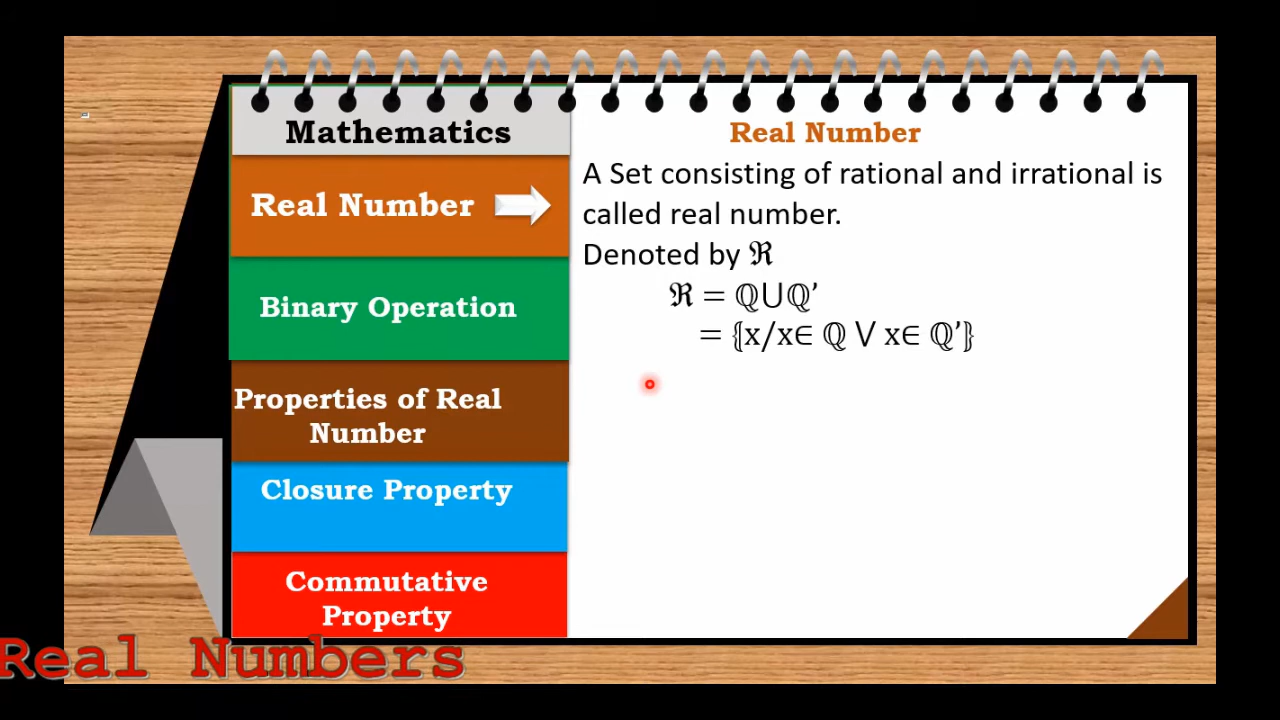 Mathematics
Real Number
Binary Operation
Properties of Real
Number
Closure Property
Commutative
Property
Real Number
A Set consisting of rational and irrational is
called real number.
Denoted by ℜ
ℜ = ℚ⋃ℚ’
= {x/x∈ ℚ ⋁ x∈ ℚ’}
Real Numbers